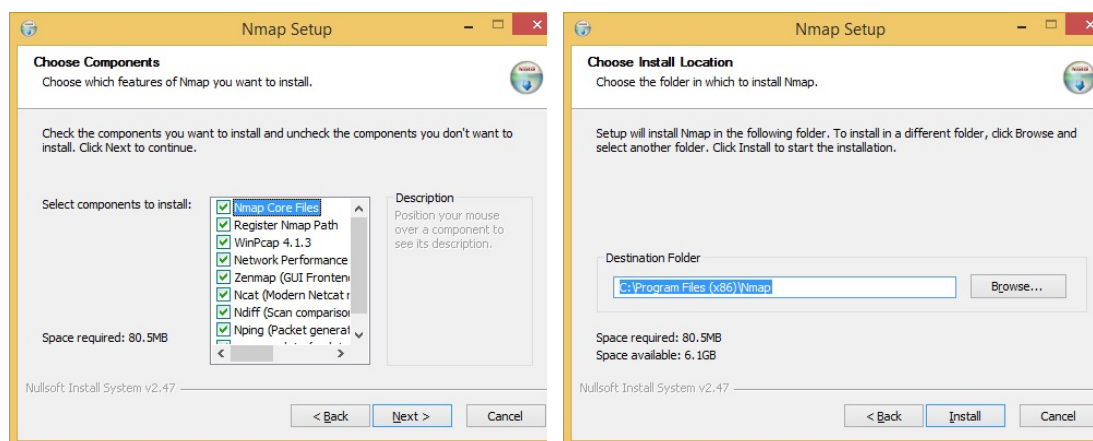 Nmap Setup
Choose Components
Choose which features of Nmap you want to install.
Check the components you want to install and uncheck the components you don't want to
install. Click Next to continue.
Select components to install:
Nmap Core Files
Register Nmap Path
WinPcap 4.1.3
Network Performance
Zenmap (GUI Fronten
Ncat (Modern Netcat r
Ndiff (Scan comparison
Nping (Packet generat
Description
Position your mouse
over a component to
see its description.
Space required: 80.5MB
Nullsoft Install System v2.47
< Back
Next >
Cancel
Nmap Setup
Choose Install Location
Choose the folder in which to install Nmap.
Setup will install Nmap in the following folder. To install in a different folder, click Browse and
select another folder. Click Install to start the installation.
Destination Folder
C:\Program Files (x86)\Nmap
Browse...
Space required: 80.5MB
Space available: 6.1GB
Nullsoft Install System v2.47
< Back
Install
Cancel